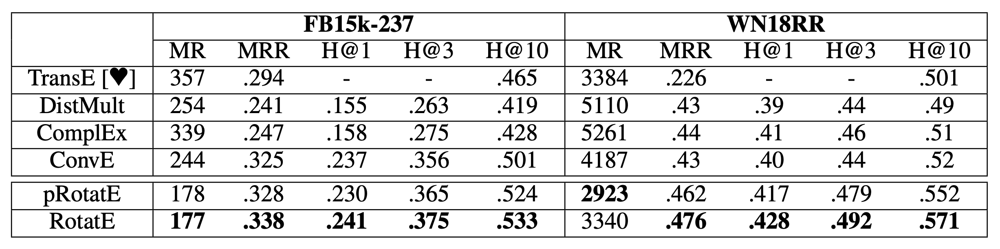 FB15k-237 WN18RR
MR MRR H@1 H@3 H@10 MR MRR H@1 H@3 H@10
TransE [♥] 357 .294 - - .465 3384 .226 - - .501
DistMult 254 .241 .155 .263 .419 5110 .43 .39 .44 .49
ComplEx 339 .247 .158 .275 .428 5261 .44 .41 .46 .51
ConvE 244 .325 .237 .356 .501 4187 .43 .40 .44 .52
pRotatE 178 .328 .230 .365 .524 2923 .462 .417 .479 .552
RotatE 177 .338 .241 .375 .533 3340 .476 .428 .492 .571